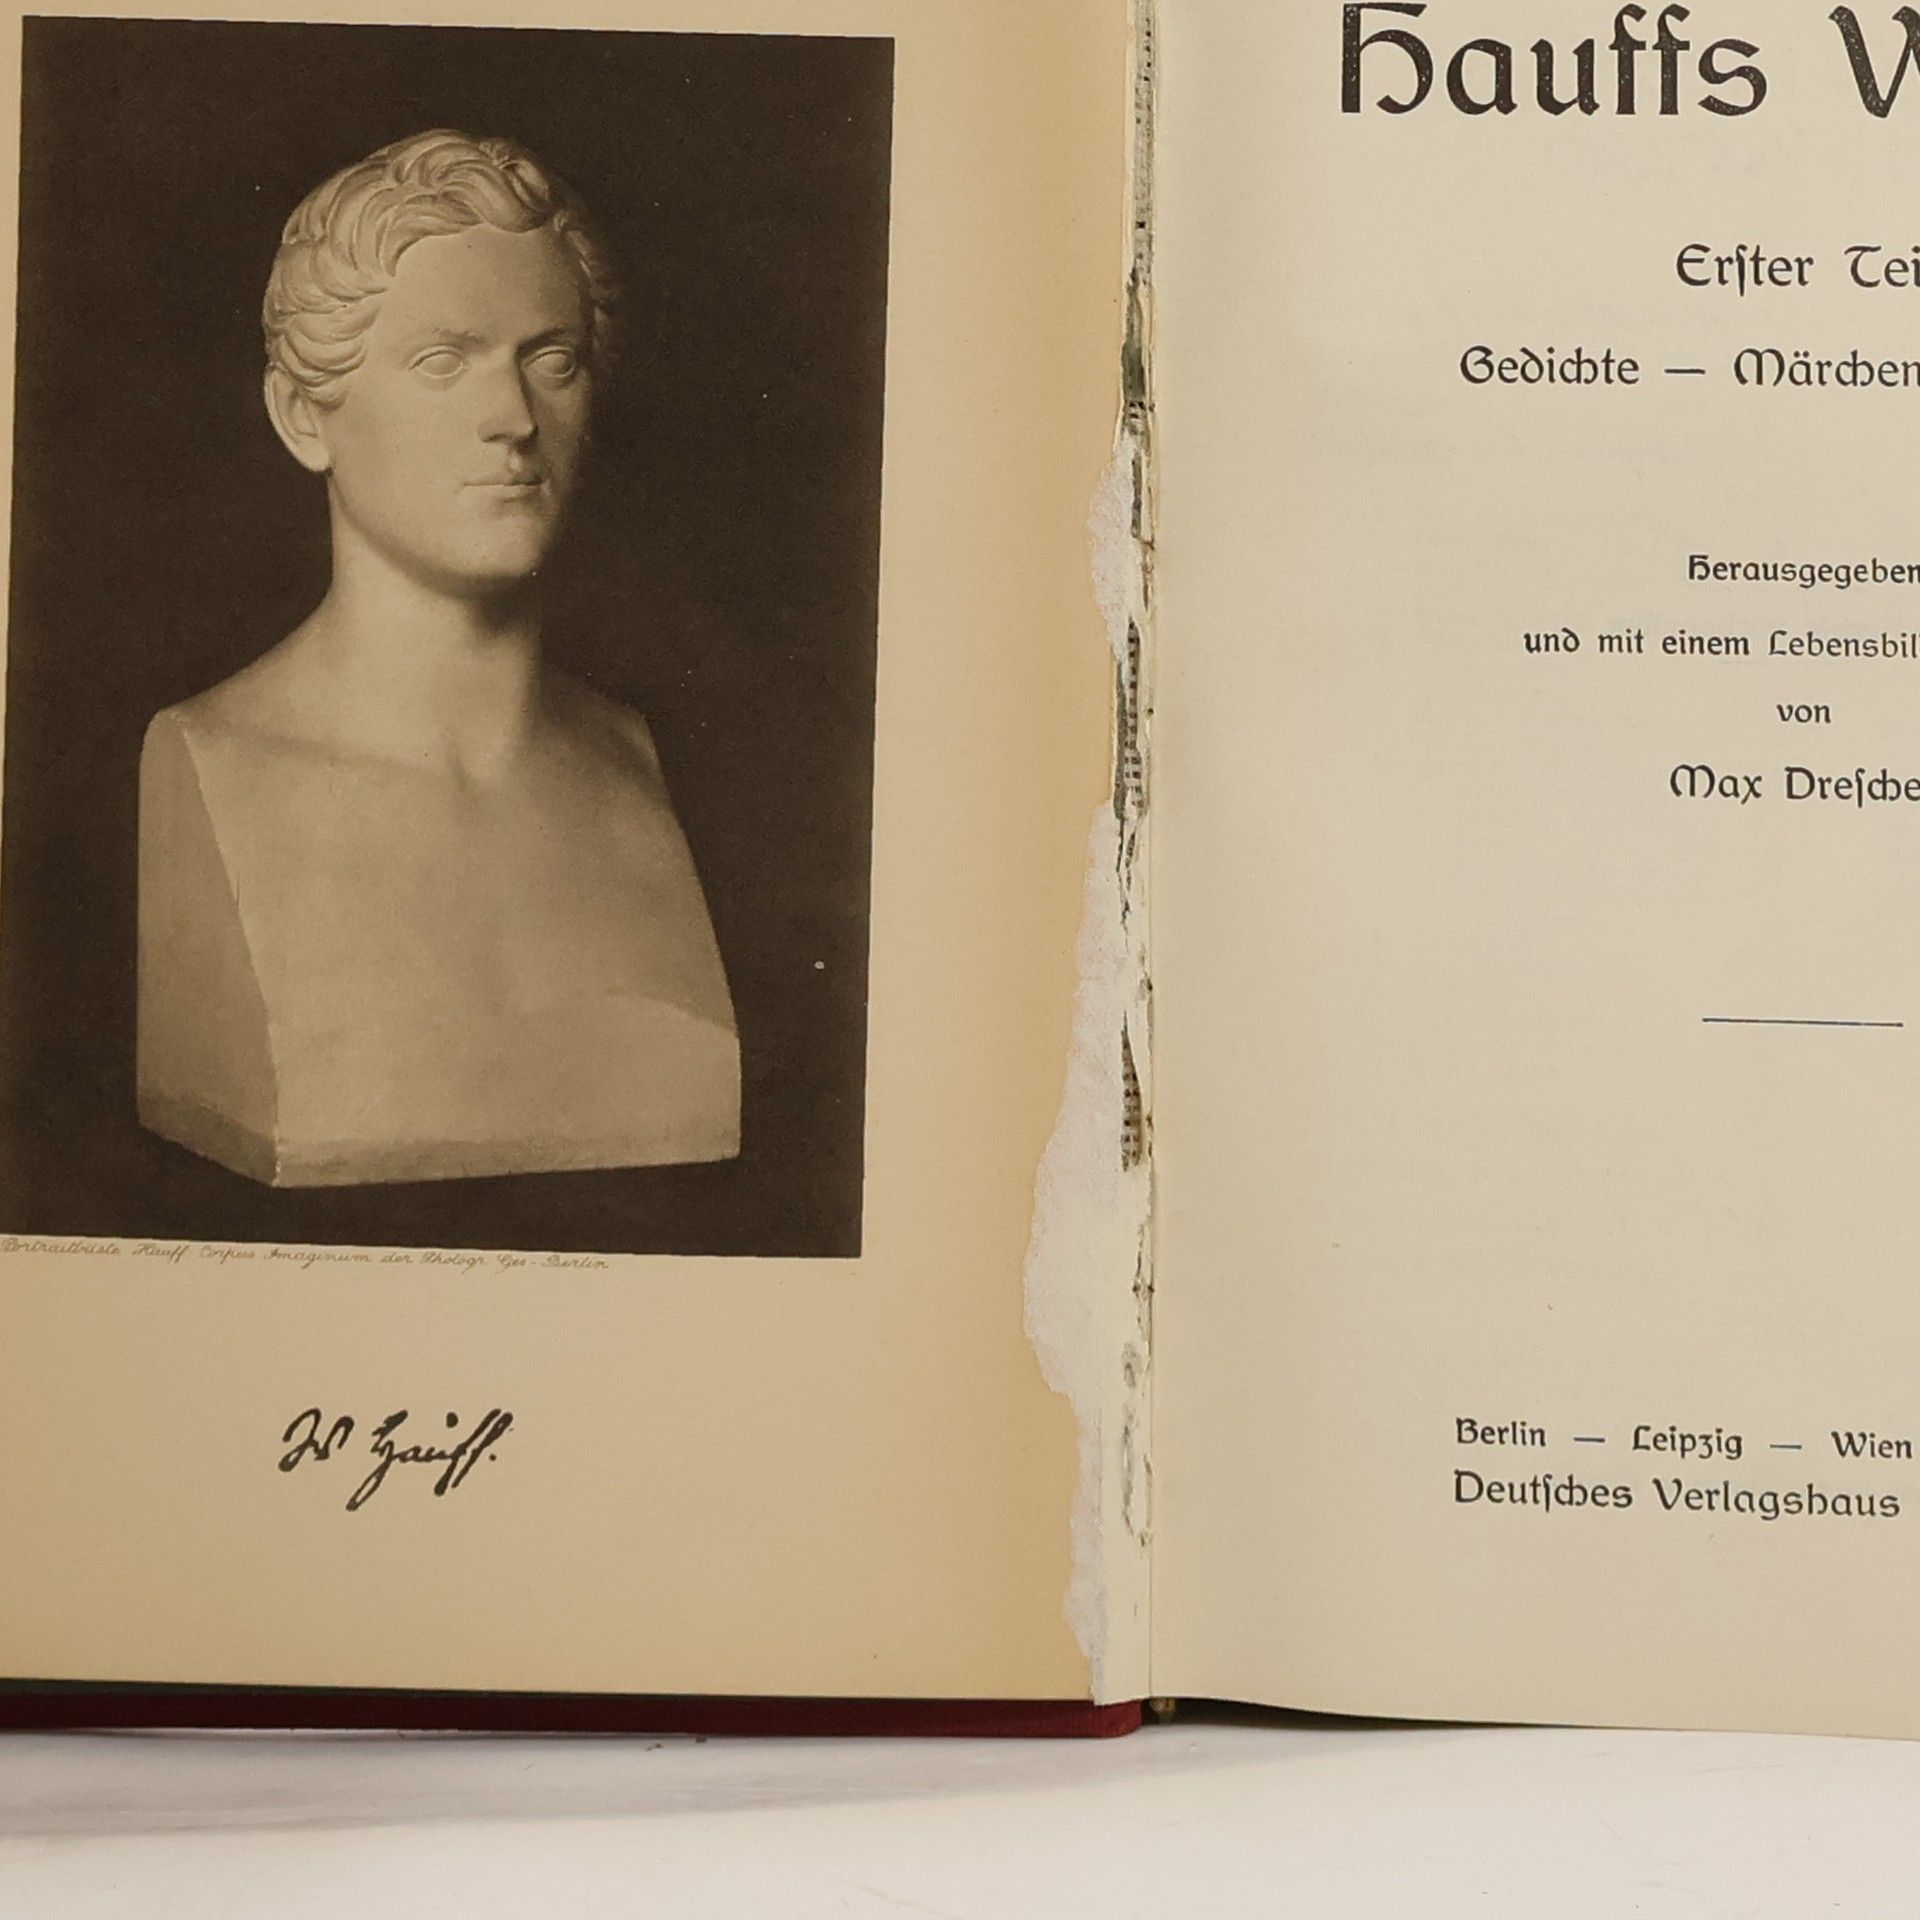 Portraitbüste Hauff Corpus Imaginum der Photogr. Ges-Berlin
W Hauff.
Hauffs W
Erſter Tei
Gedichte — Märchen
Herausgegeben
und mit einem Lebensbil
von
Max Dreſche
Berlin — Leipzig — Wien
Deutſches Verlagshaus